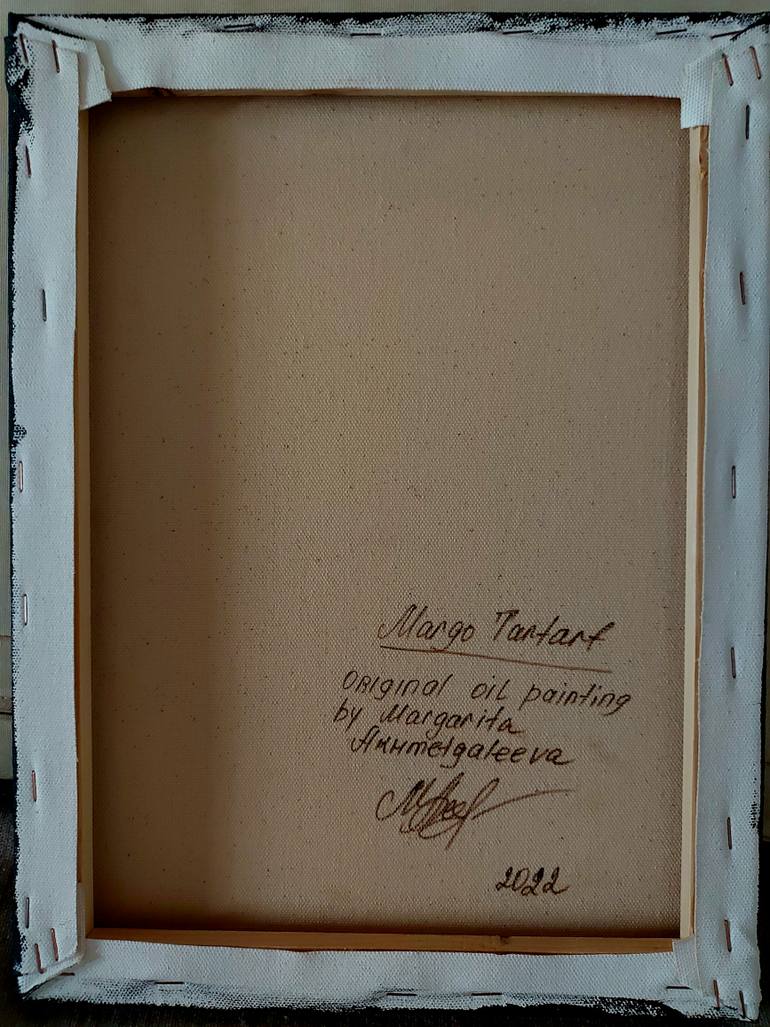 Margo Tartart
Original oil painting
by Margarita
Akhmetgaleeva
2022